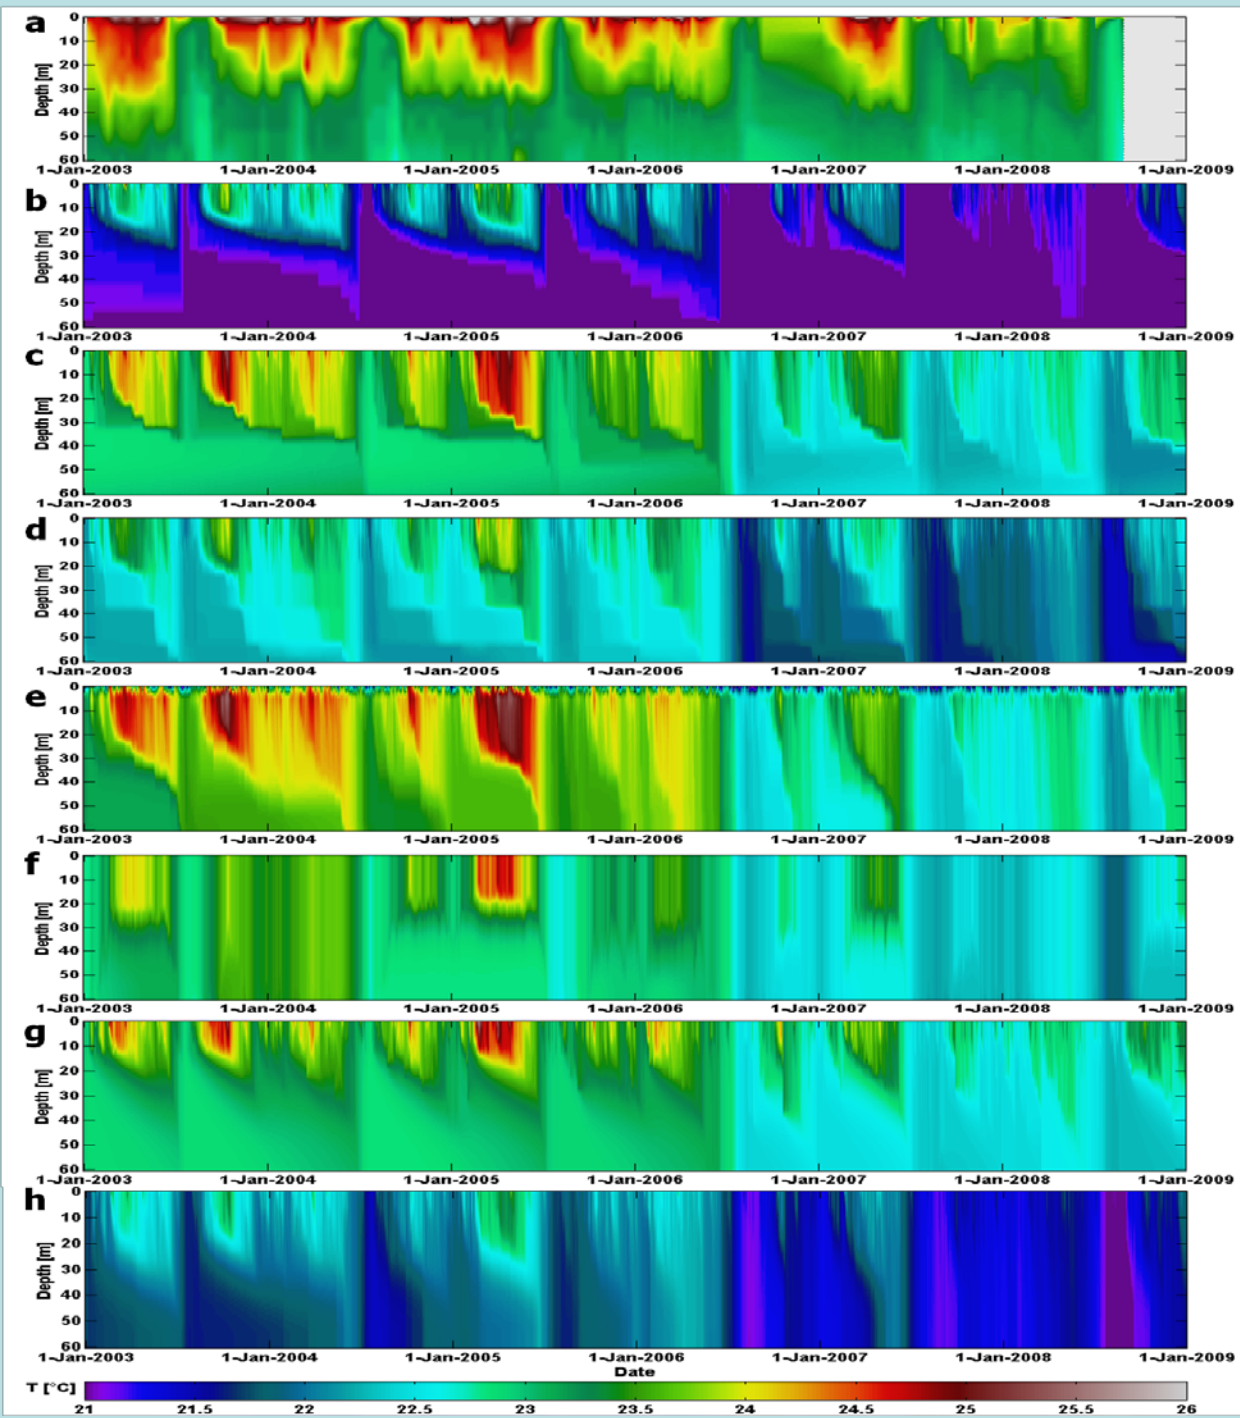 a
Depth [m]
0
10
20
30
40
50
60
1-Jan-2003 1-Jan-2004 1-Jan-2005 1-Jan-2006 1-Jan-2007 1-Jan-2008 1-Jan-2009
b
Depth [m]
0
10
20
30
40
50
60
1-Jan-2003 1-Jan-2004 1-Jan-2005 1-Jan-2006 1-Jan-2007 1-Jan-2008 1-Jan-2009
c
Depth [m]
0
10
20
30
40
50
60
1-Jan-2003 1-Jan-2004 1-Jan-2005 1-Jan-2006 1-Jan-2007 1-Jan-2008 1-Jan-2009
d
Depth [m]
0
10
20
30
40
50
60
1-Jan-2003 1-Jan-2004 1-Jan-2005 1-Jan-2006 1-Jan-2007 1-Jan-2008 1-Jan-2009
e
Depth [m]
0
10
20
30
40
50
60
1-Jan-2003 1-Jan-2004 1-Jan-2005 1-Jan-2006 1-Jan-2007 1-Jan-2008 1-Jan-2009
f
Depth [m]
0
10
20
30
40
50
60
1-Jan-2003 1-Jan-2004 1-Jan-2005 1-Jan-2006 1-Jan-2007 1-Jan-2008 1-Jan-2009
g
Depth [m]
0
10
20
30
40
50
60
1-Jan-2003 1-Jan-2004 1-Jan-2005 1-Jan-2006 1-Jan-2007 1-Jan-2008 1-Jan-2009
h
Depth [m]
0
10
20
30
40
50
60
1-Jan-2003 1-Jan-2004 1-Jan-2005 1-Jan-2006 1-Jan-2007 1-Jan-2008 1-Jan-2009
Date
T [°C]
21 21.5 22 22.5 23 23.5 24 24.5 25 25.5 26